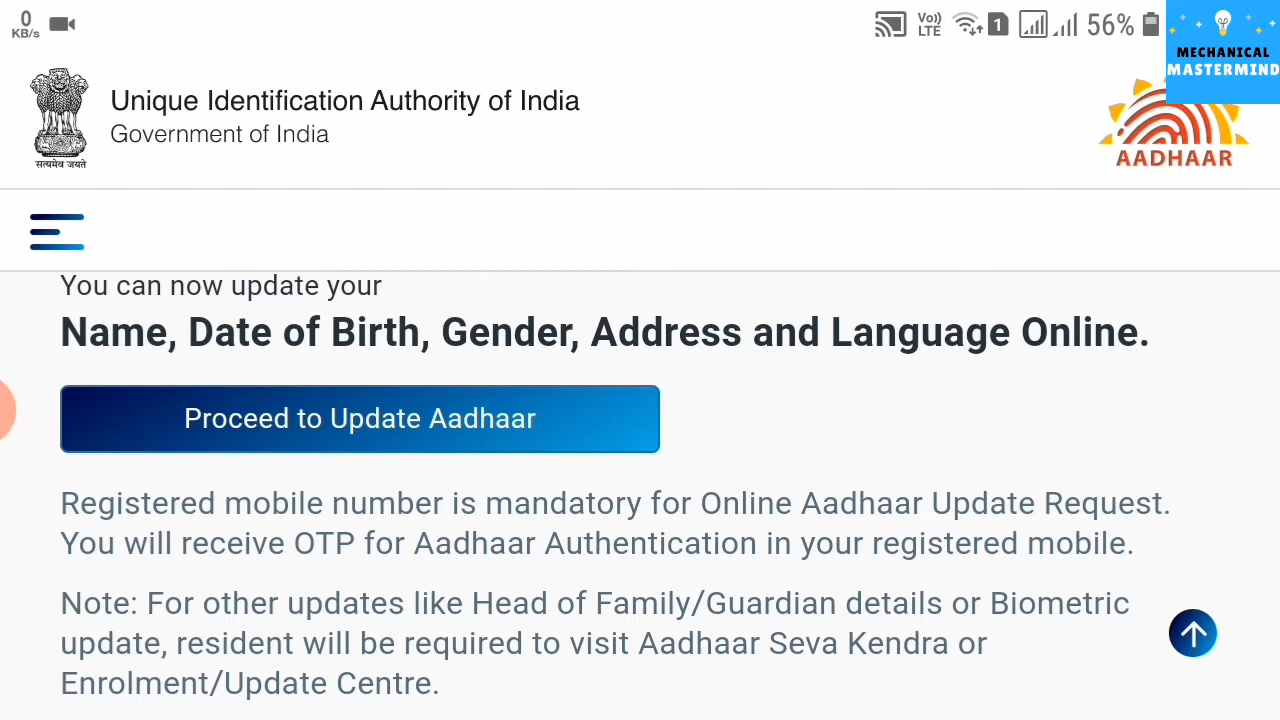 0
KB/s
Vo))
LTE
1
56%
MECHANICAL
MASTERMIND
Unique Identification Authority of India
Government of India
सत्यमेव जयते
AADHAAR
You can now update your
Name, Date of Birth, Gender, Address and Language Online.
Proceed to Update Aadhaar
Registered mobile number is mandatory for Online Aadhaar Update Request.
You will receive OTP for Aadhaar Authentication in your registered mobile.
Note: For other updates like Head of Family/Guardian details or Biometric
update, resident will be required to visit Aadhaar Seva Kendra or
Enrolment/Update Centre.